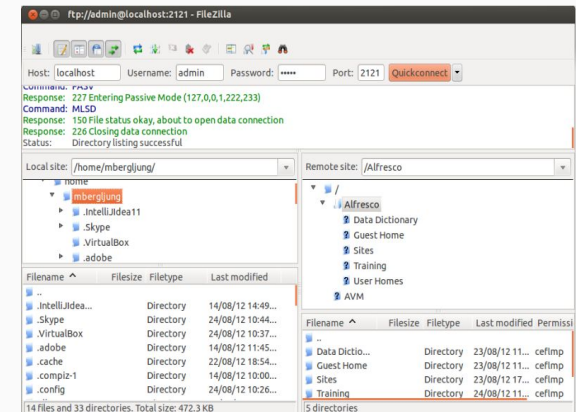 ftp://admin@localhost:2121 - FileZilla
Host: localhost Username: admin Password: ••••• Port: 2121 Quickconnect
Command: PASV
Response: 227 Entering Passive Mode (127,0,0,1,222,233)
Command: MLSD
Response: 150 File status okay, about to open data connection
Response: 226 Closing data connection
Status: Directory listing successful
Local site: /home/mbergljung/
home
mbergljung
.IntelliJIdea11
.Skype
.VirtualBox
.adobe
Filename Filesize Filetype Last modified
..
.IntelliJIdea... Directory 14/08/12 14:49...
.Skype Directory 24/08/12 10:44...
.VirtualBox Directory 24/08/12 10:37...
.adobe Directory 14/08/12 11:45...
.cache Directory 22/08/12 18:54...
.compiz-1 Directory 14/08/12 10:00...
.config Directory 24/08/12 10:26...
14 files and 33 directories. Total size: 472.3 KB
Remote site: /Alfresco
/
Alfresco
Data Dictionary
Guest Home
Sites
Training
User Homes
AVM
Filename Filesize Filetype Last modified Permissi
..
Data Dictio... Directory 23/08/12 11... ceflmp
Guest Home Directory 23/08/12 11... ceflmp
Sites Directory 23/08/12 17... ceflmp
Training Directory 24/08/12 11... ceflmp
5 directories